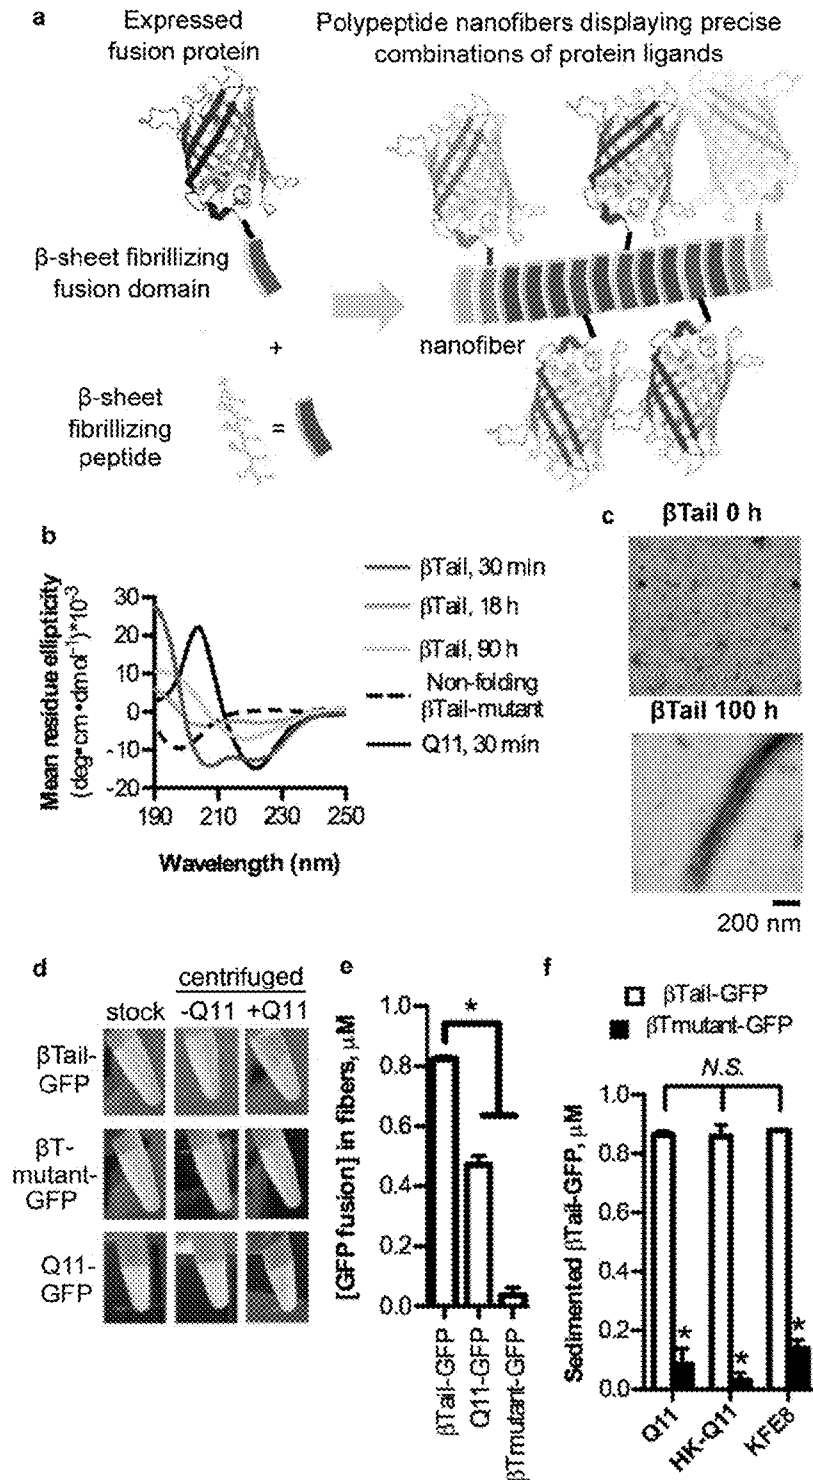 a
Expressed
fusion protein
Polypeptide nanofibers displaying precise
combinations of protein ligands
β-sheet fibrillizing
fusion domain
+
β-sheet
fibrillizing
peptide
=
nanofiber
b
Mean residue ellipticity
(deg•cm•dmol⁻¹)*10⁻³
30
20
10
0
-10
-20
190
210
230
250
Wavelength (nm)
βTail, 30 min
βTail, 18 h
βTail, 90 h
Non-folding
βTail-mutant
Q11, 30 min
c
βTail 0 h
βTail 100 h
200 nm
d
centrifuged
stock
-Q11
+Q11
βTail-
GFP
βT-
mutant-
GFP
Q11-
GFP
e
[GFP fusion] in fibers, μM
1.0
0.8
0.6
0.4
0.2
0.0
*
βTail-GFP
Q11-GFP
βTmutant-GFP
f
βTail-GFP
βTmutant-GFP
N.S.
Sedimented βTail-GFP, μM
1.0
0.8
0.6
0.4
0.2
0.0
*
*
*
Q11
HK-Q11
KFE8